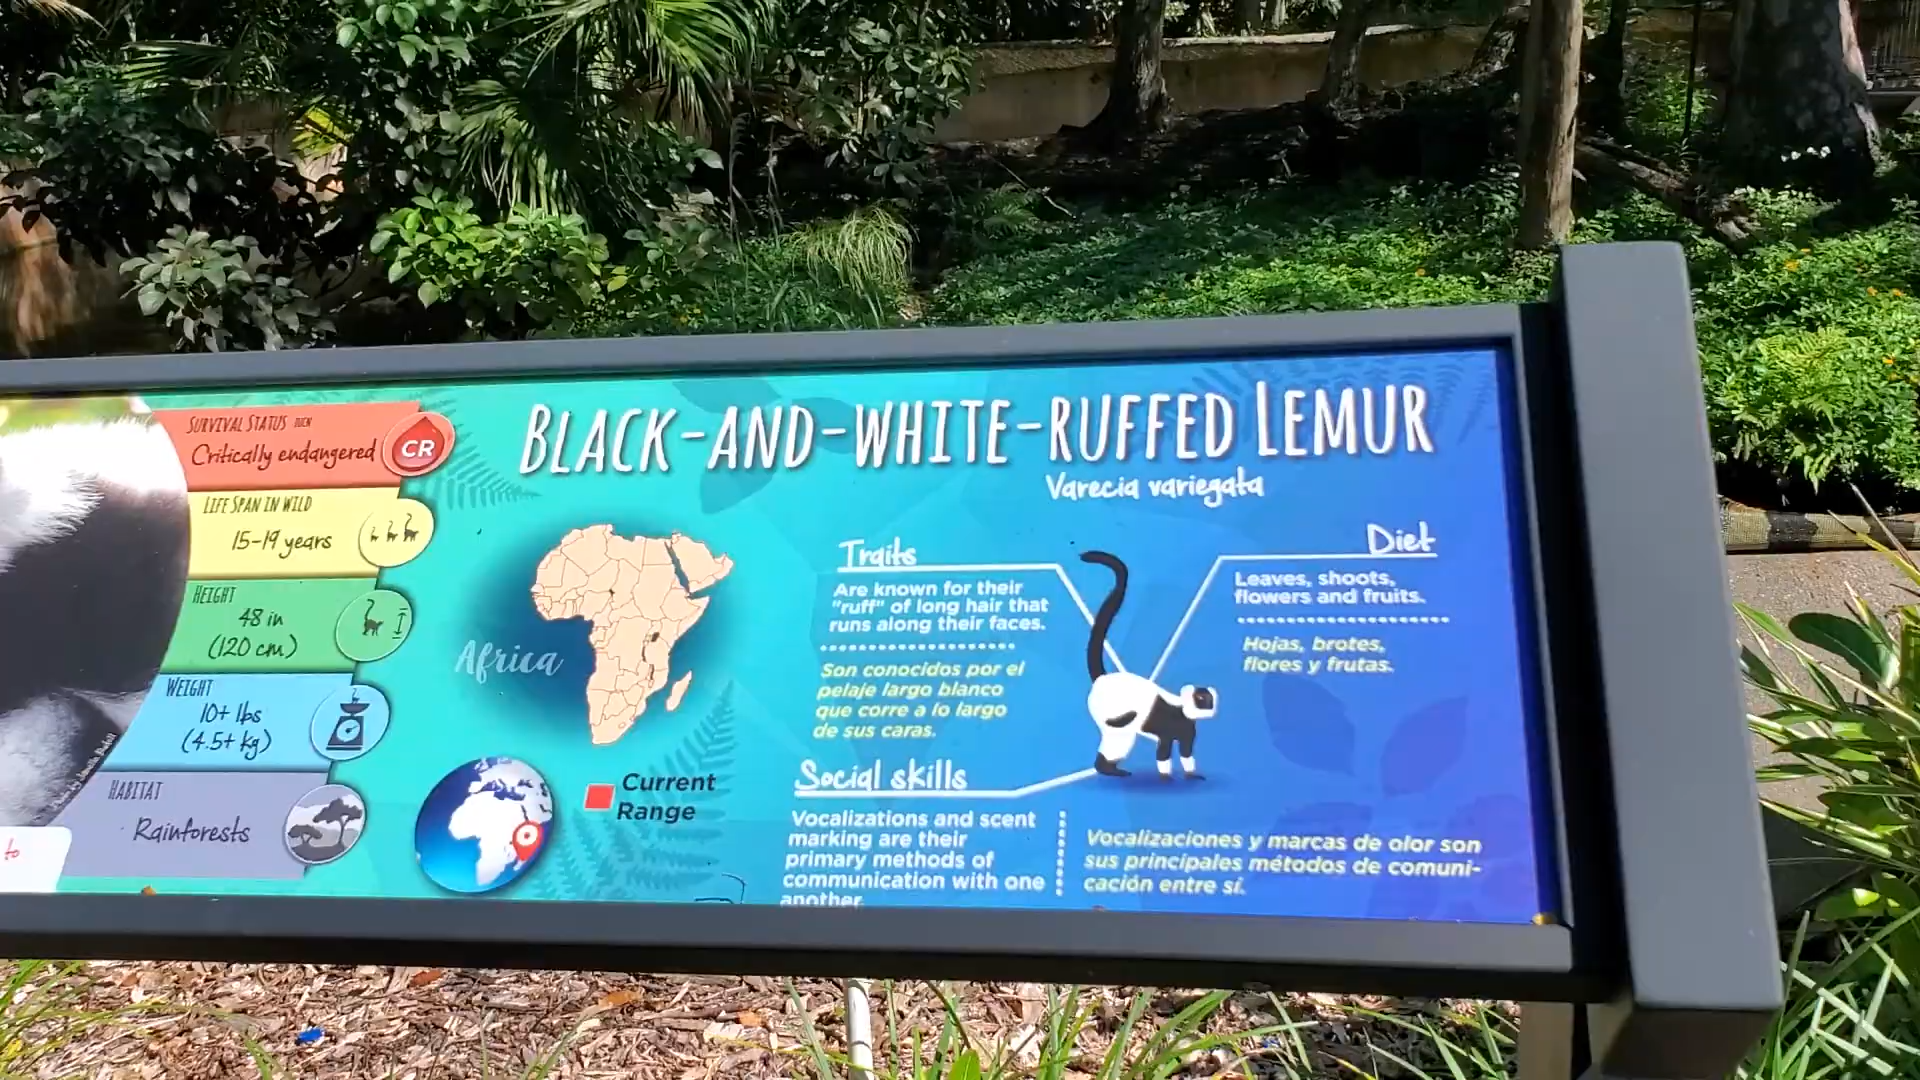 SURVIVAL STATUS IUCN
Critically endangered
CR
LIFE SPAN IN WILD
15-19 years
HEIGHT
48 in
(120 cm)
WEIGHT
10+ lbs
(4.5+ kg)
HABITAT
Rainforests
to
BLACK-AND-WHITE-RUFFED LEMUR
Varecia variegata
Africa
Current
Range
Traits
Are known for their
"ruff" of long hair that
runs along their faces.
Son conocidos por el
pelaje largo blanco
que corre a lo largo
de sus caras.
Diet
Leaves, shoots,
flowers and fruits.
Hojas, brotes,
flores y frutas.
Social skills
Vocalizations and scent
marking are their
primary methods of
communication with one
another.
Vocalizaciones y marcas de olor son
sus principales métodos de comuni-
cación entre sí.